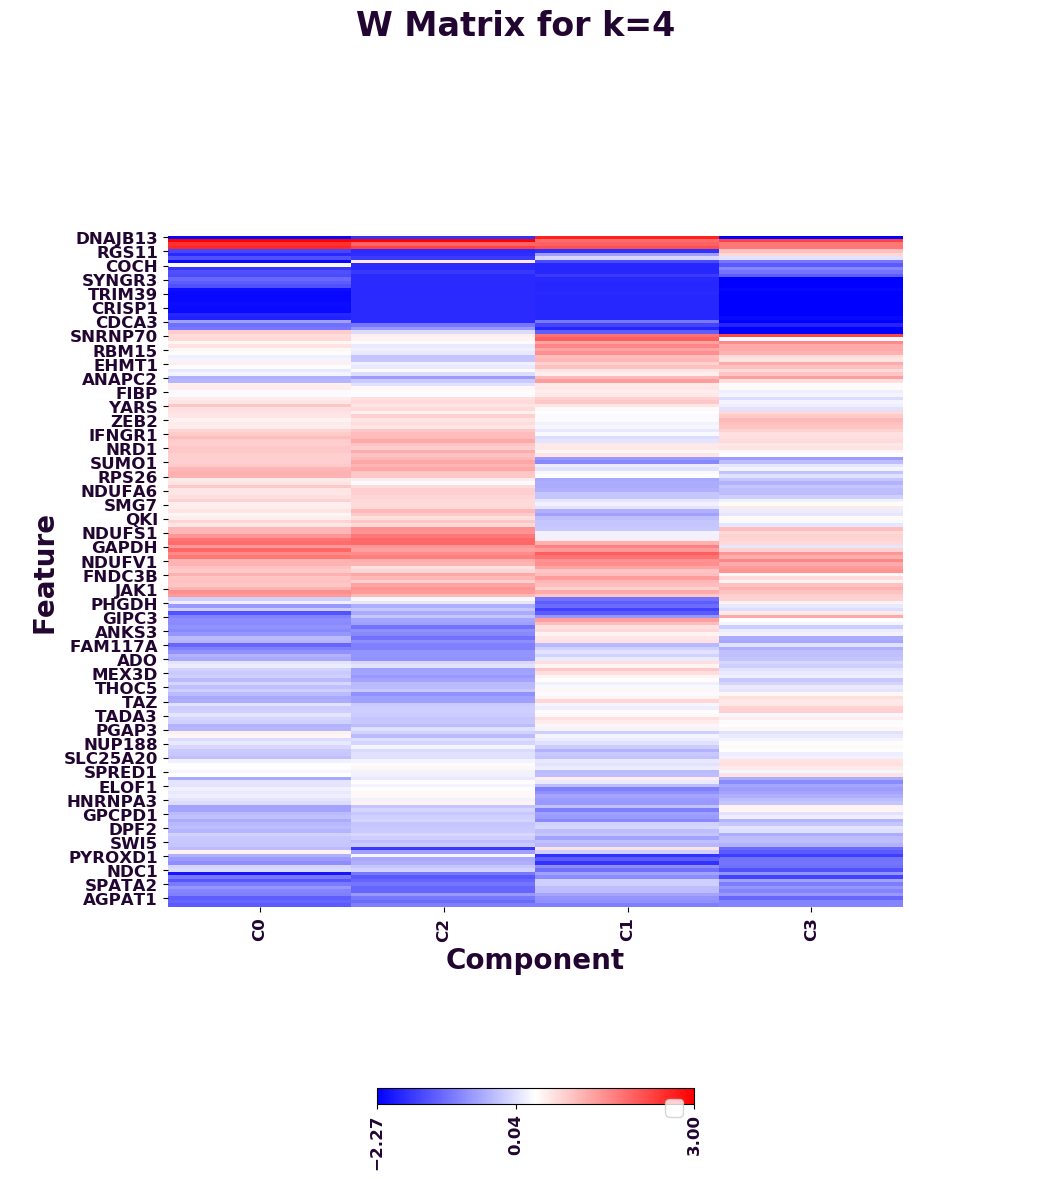 W Matrix for k=4
DNAJB13
RGS11
COCH
SYNGR3
TRIM39
CRISP1
CDCA3
SNRNP70
RBM15
EHMT1
ANAPC2
FIBP
YARS
ZEB2
IFNGR1
NRD1
SUMO1
RPS26
NDUFA6
SMG7
QKI
NDUFS1
GAPDH
NDUFV1
FNDC3B
JAK1
PHGDH
GIPC3
ANKS3
FAM117A
ADO
MEX3D
THOC5
TAZ
TADA3
PGAP3
NUP188
SLC25A20
SPRED1
ELOF1
HNRNPA3
GPCPD1
DPF2
SWI5
PYROXD1
NDC1
SPATA2
AGPAT1
Feature
C0
C2
C1
C3
Component
−2.27
0.04
3.00